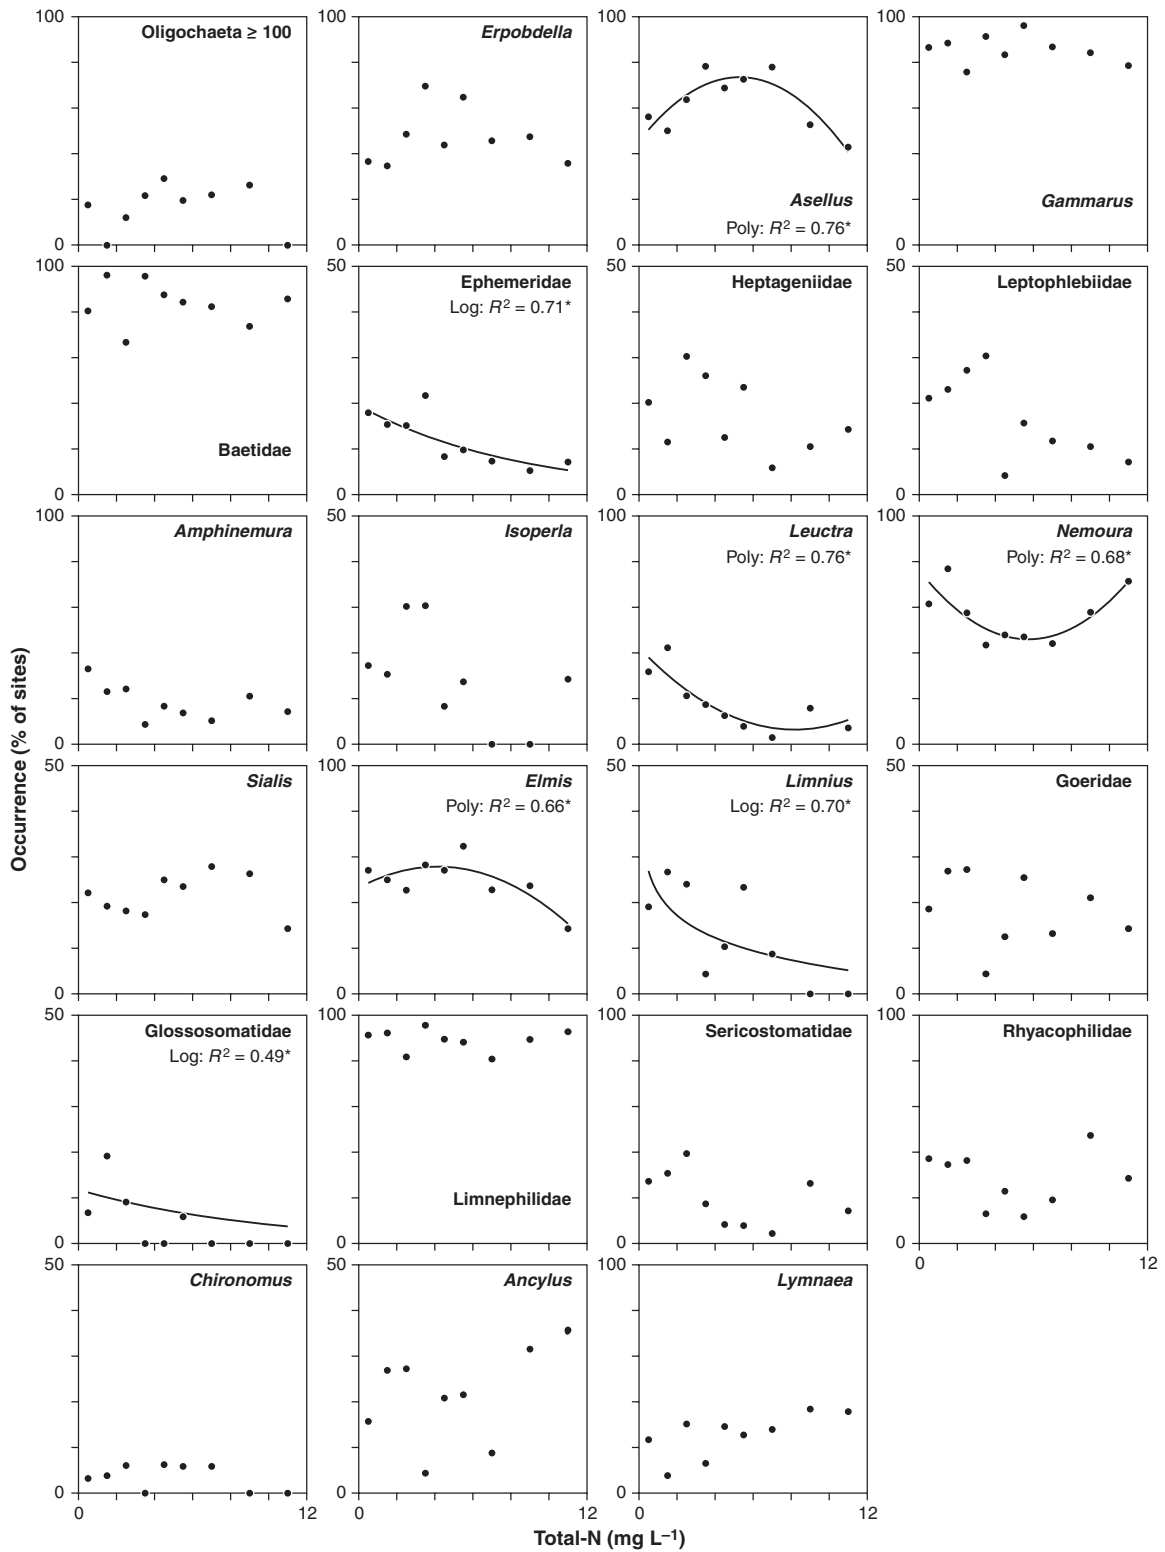 100
Oligochaeta ≥ 100
0
100
Erpobdella
0
100
Asellus
Poly: R² = 0.76*
0
100
Gammarus
0
100
Baetidae
0
50
Ephemeridae
Log: R² = 0.71*
0
50
Heptageniidae
0
50
Leptophlebiidae
0
100
Amphinemura
0
50
Isoperla
0
100
Leuctra
Poly: R² = 0.76*
0
100
Nemoura
Poly: R² = 0.68*
0
Occurrence (% of sites)
50
Sialis
0
100
Elmis
Poly: R² = 0.66*
0
50
Limnius
Log: R² = 0.70*
0
50
Goeridae
0
50
Glossosomatidae
Log: R² = 0.49*
0
100
Limnephilidae
0
100
Sericostomatidae
0
100
Rhyacophilidae
0
0 12
50
Chironomus
0
0 12
50
Ancylus
0
100
Lymnaea
0
0 12
Total-N (mg L⁻¹)